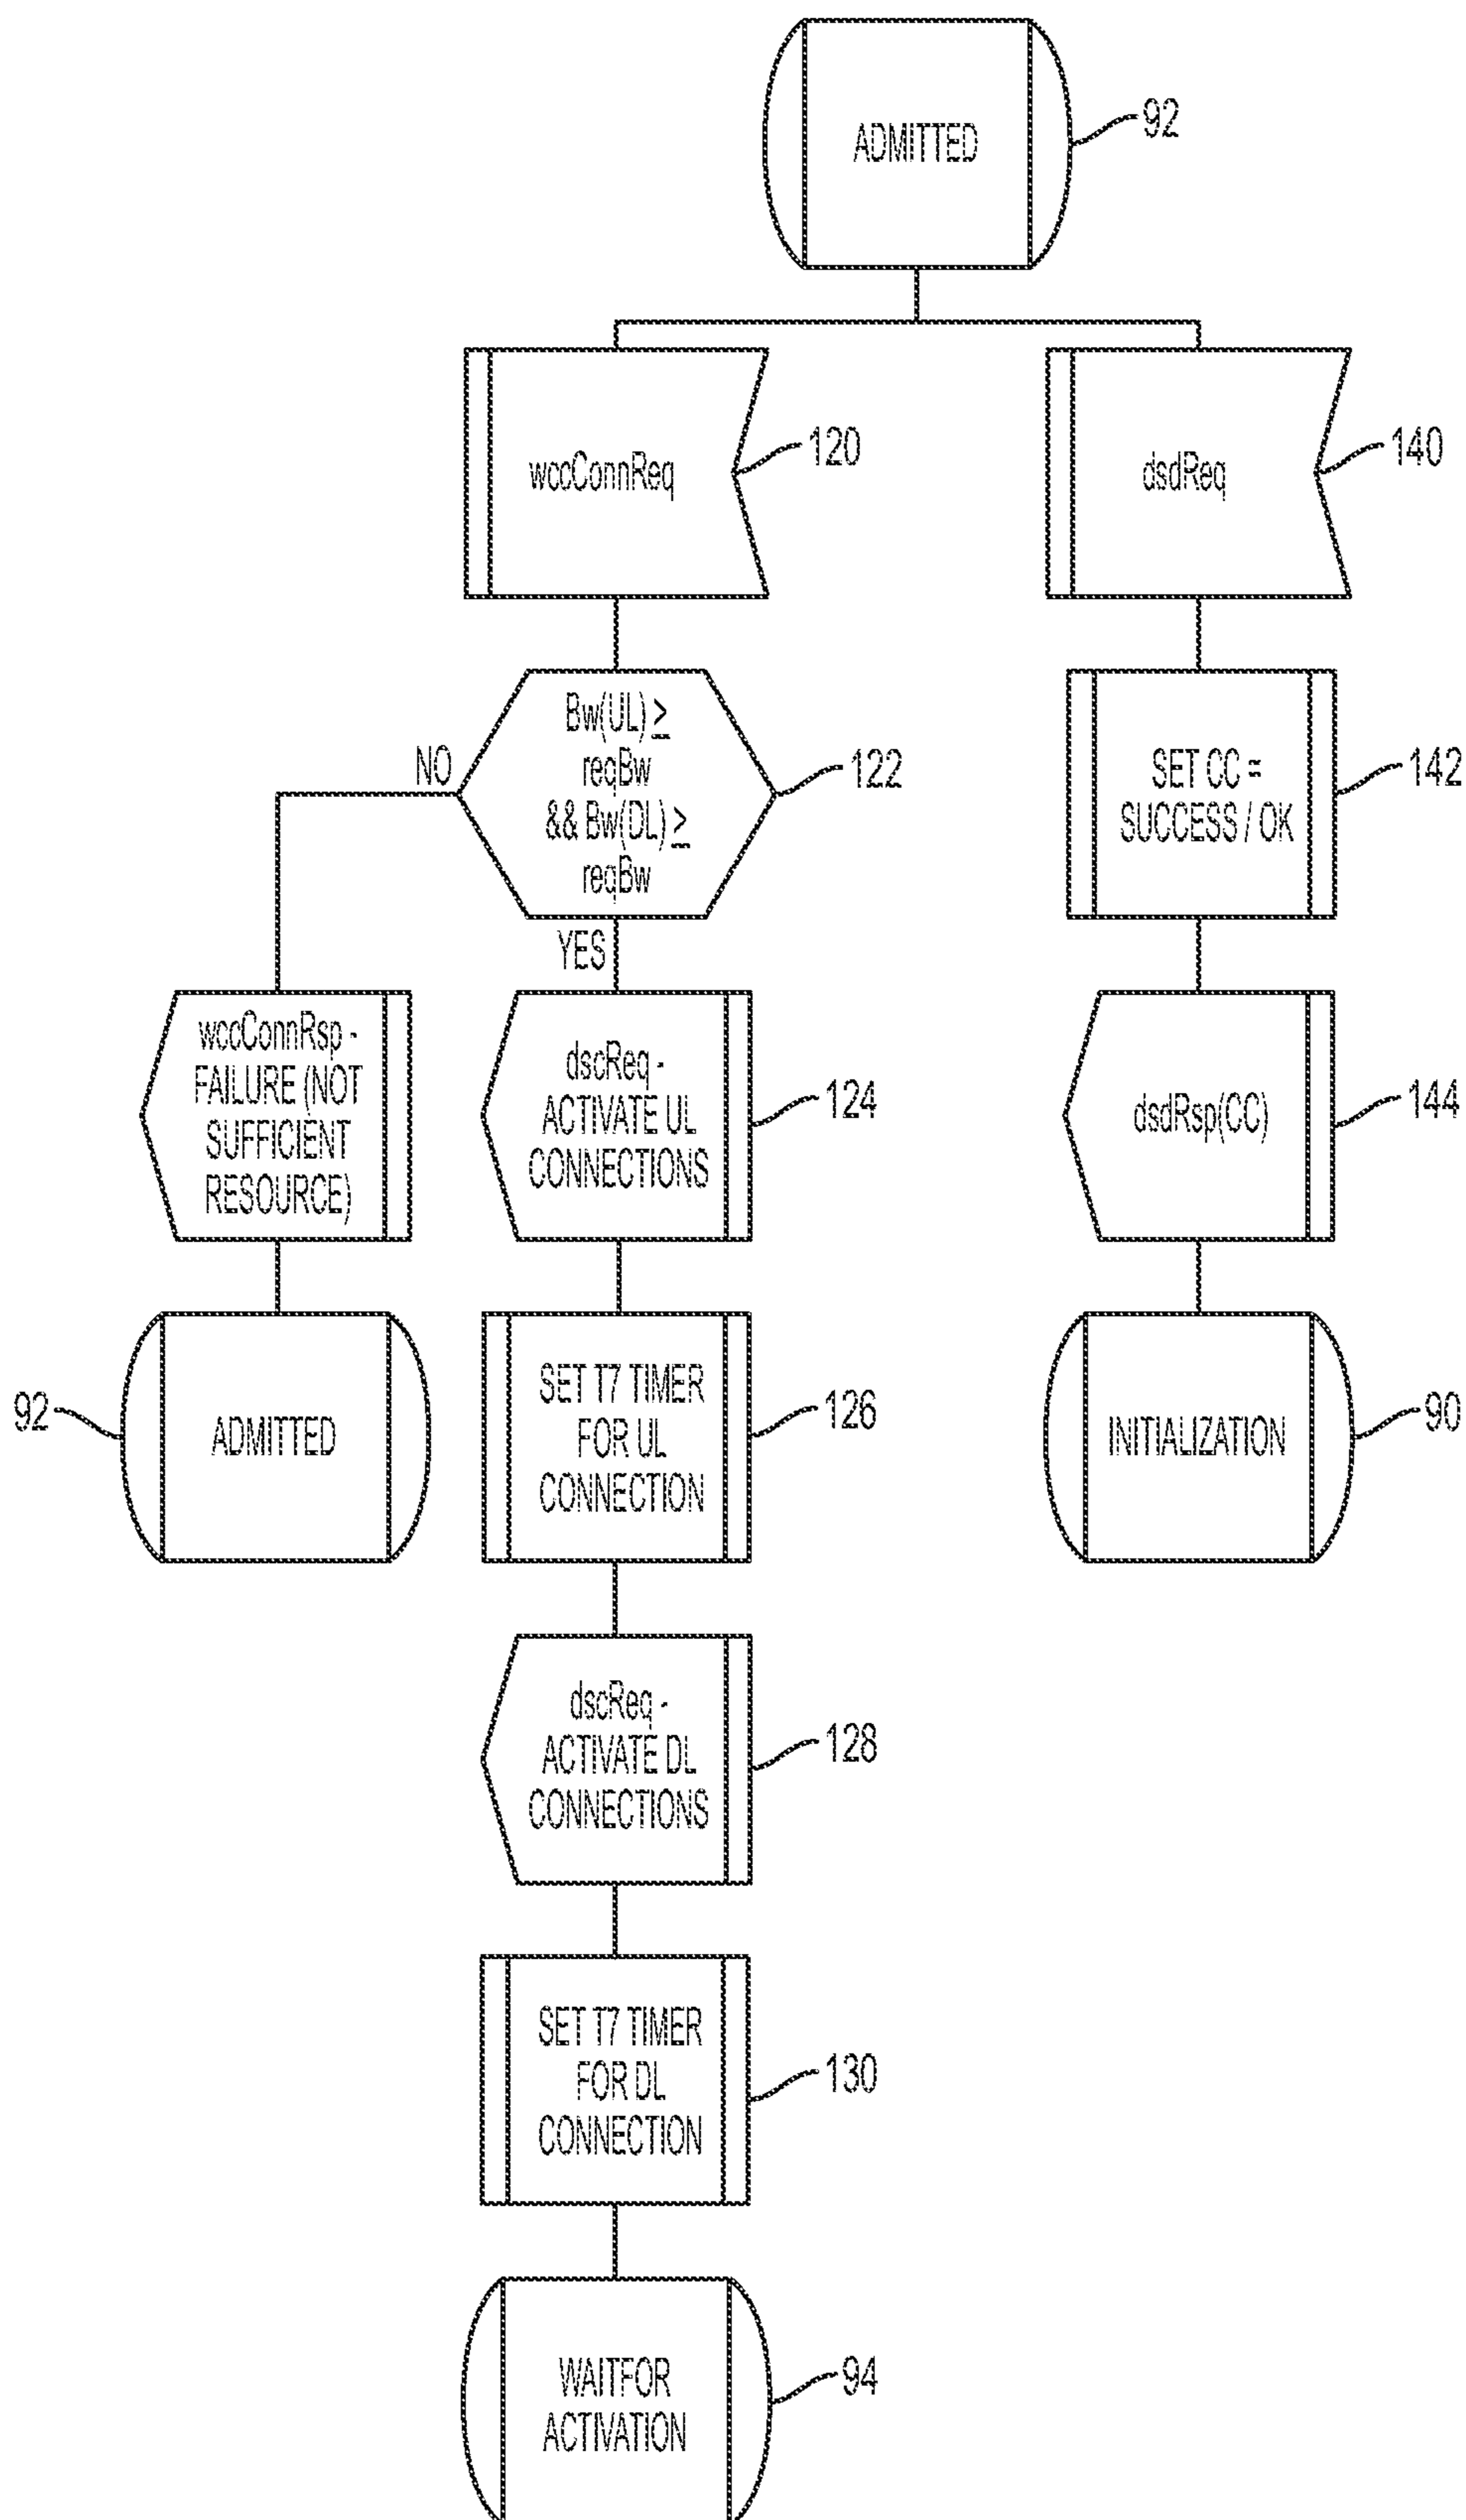 ADMITTED
92
wccConnReq
120
dsdReq
140
Bw(UL) ≥
reqBw
&& Bw(DL) ≥
reqBw
122
NO
YES
SET CC =
SUCCESS / OK
142
wccConnRsp -
FAILURE (NOT
SUFFICIENT
RESOURCE)
dscReq -
ACTIVATE UL
CONNECTIONS
124
dsdRsp(CC)
144
92
ADMITTED
SET T7 TIMER
FOR UL
CONNECTION
126
INITIALIZATION
90
dscReq -
ACTIVATE DL
CONNECTIONS
128
SET T7 TIMER
FOR DL
CONNECTION
130
WAITFOR
ACTIVATION
94